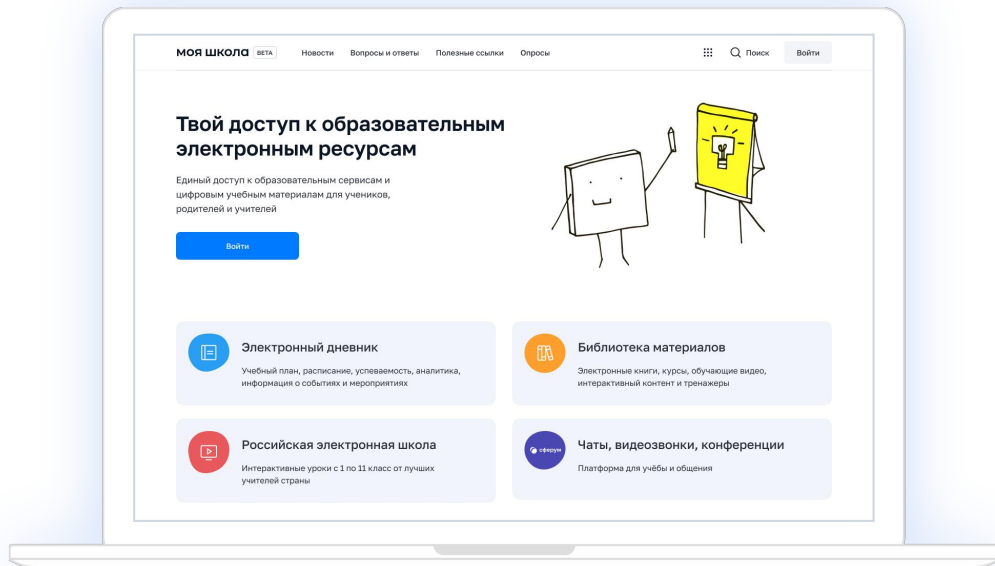 МОЯ ШКОЛА BETA Новости Вопросы и ответы Полезные ссылки Опросы Поиск Войти
Твой доступ к образовательным
электронным ресурсам
Единый доступ к образовательным сервисам и
цифровым учебным материалам для учеников,
родителей и учителей
Войти
Электронный дневник
Учебный план, расписание, успеваемость, аналитика,
информация о событиях и мероприятиях
Библиотека материалов
Электронные книги, курсы, обучающие видео,
интерактивный контент и тренажеры
Российская электронная школа
Интерактивные уроки с 1 по 11 класс от лучших
учителей страны
сферум
Чаты, видеозвонки, конференции
Платформа для учёбы и общения